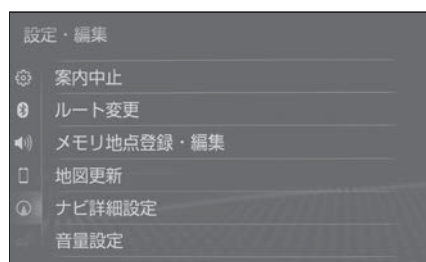 設定・編集
案内中止
ルート変更
メモリ地点登録・編集
地図更新
ナビ詳細設定
音量設定